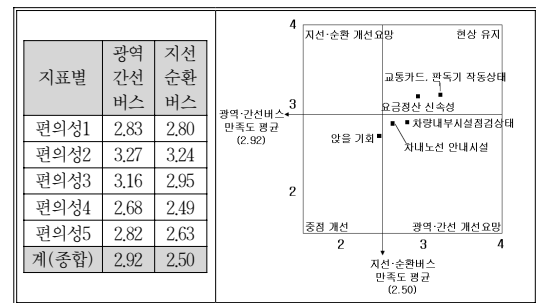 지표별 광역 간선 버스 지선 순환 버스
편의성1 2.83 2.80
편의성2 3.27 3.24
편의성3 3.16 2.95
편의성4 2.68 2.49
편의성5 2.82 2.63
계(종합) 2.92 2.50
4
지선·순환 개선요망 현상 유지
교통카드. 판독기 작동상태
3
요금정산 신속성
광역·간선버스
만족도 평균
(2.92)
차량내부시설점검상태
앉을 기회
차내노선 안내시설
2
중점 개선 광역·간선 개선요망
2 3 4
지선·순환버스
만족도 평균
(2.50)